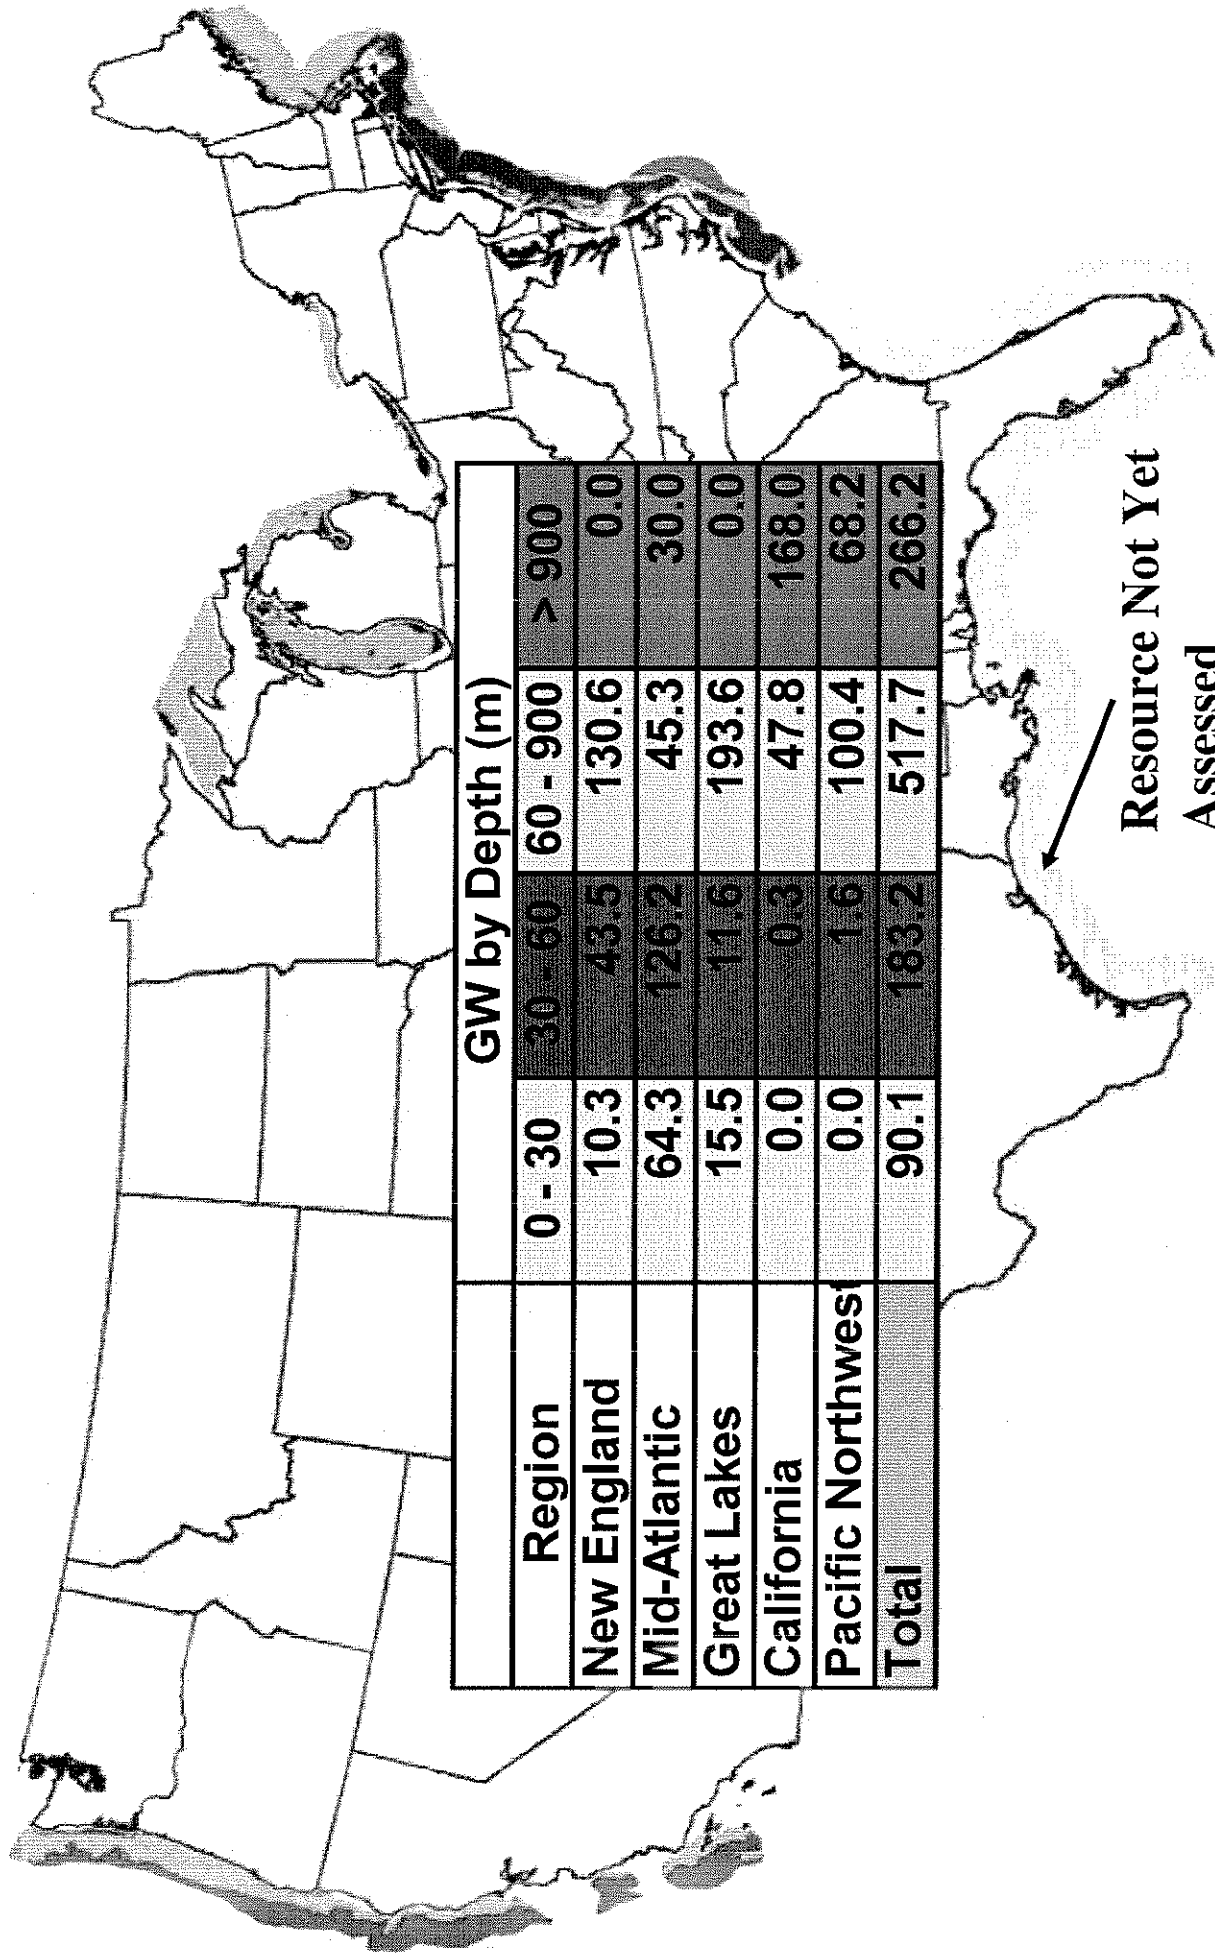 GW by Depth (m)
Region 0 - 30 30 - 60 60 - 900 > 900
New England 10.3 43.5 130.6 0.0
Mid-Atlantic 64.3 126.2 45.3 30.0
Great Lakes 15.5 11.6 193.6 0.0
California 0.0 0.3 47.8 168.0
Pacific Northwest 0.0 1.6 100.4 68.2
Total 90.1 183.2 517.7 266.2
Resource Not Yet
Assessed